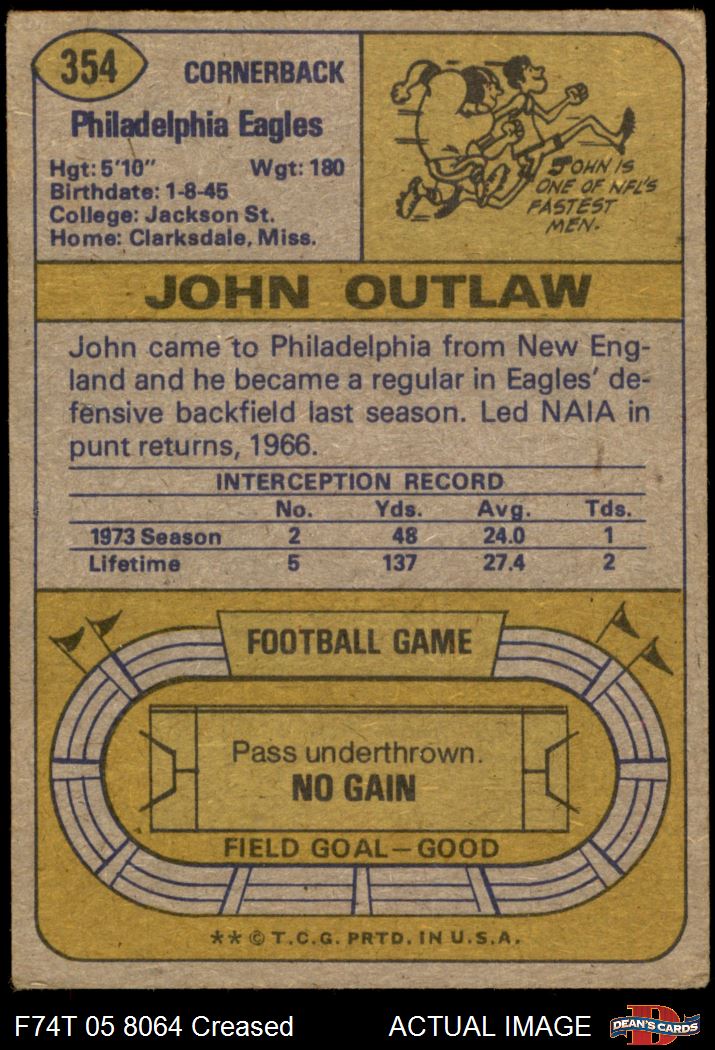 354
CORNERBACK
Philadelphia Eagles
Hgt: 5'10" Wgt: 180
Birthdate: 1-8-45
College: Jackson St.
Home: Clarksdale, Miss.
JOHN IS
ONE OF NFL'S
FASTEST
MEN.
JOHN OUTLAW
John came to Philadelphia from New Eng-
land and he became a regular in Eagles' de-
fensive backfield last season. Led NAIA in
punt returns, 1966.
INTERCEPTION RECORD
No. Yds. Avg. Tds.
1973 Season 2 48 24.0 1
Lifetime 5 137 27.4 2
FOOTBALL GAME
Pass underthrown.
NO GAIN
FIELD GOAL—GOOD
** © T.C.G. PRTD. IN U.S.A.
F74T 05 8064 Creased ACTUAL IMAGE
D
DEAN'S CARDS